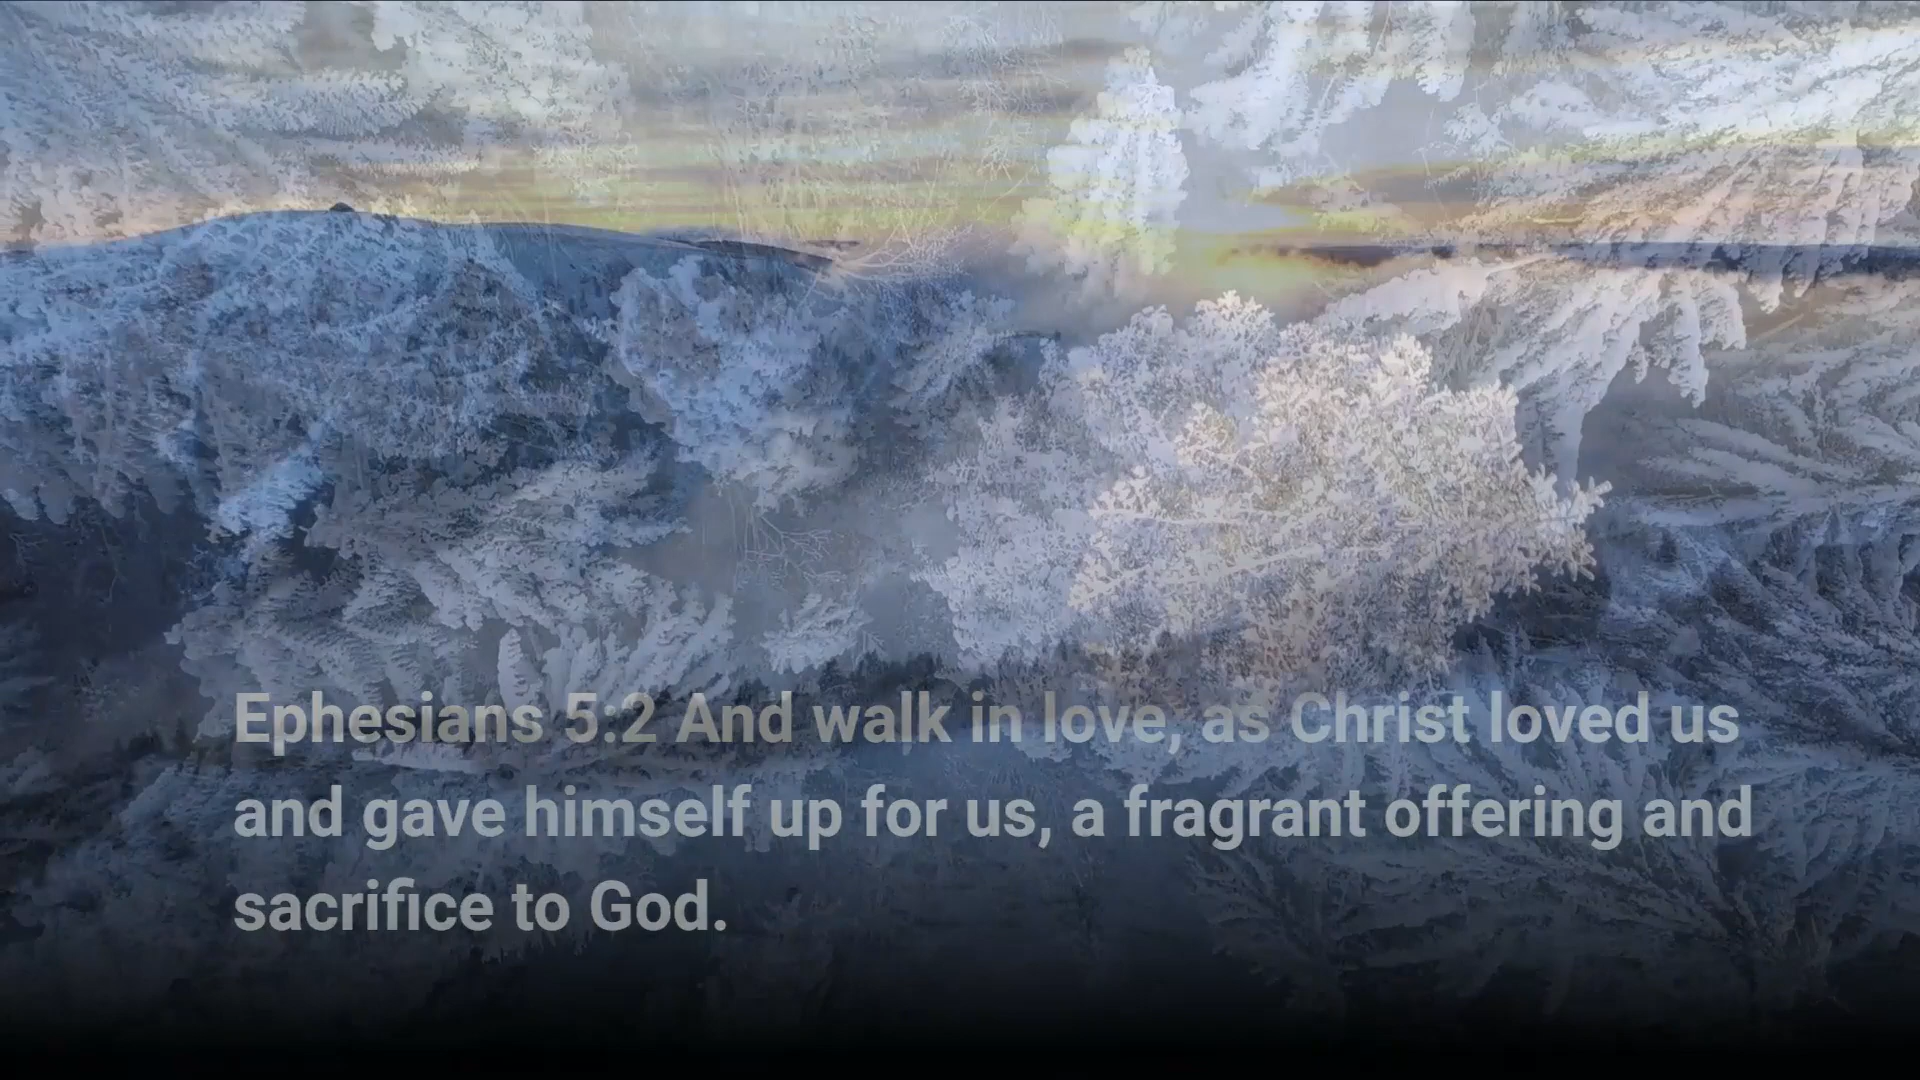 Ephesians 5:2 And walk in love, as Christ loved us
and gave himself up for us, a fragrant offering and
sacrifice to God.